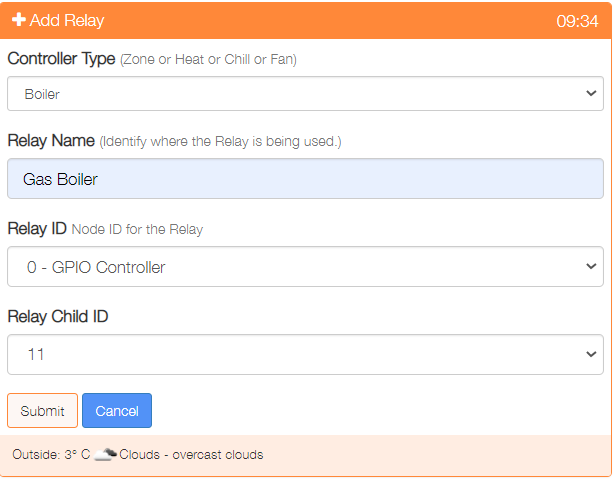 Add Relay 09:34
Controller Type (Zone or Heat or Chill or Fan)
Boiler
Relay Name (Identify where the Relay is being used.)
Gas Boiler
Relay ID Node ID for the Relay
0 - GPIO Controller
Relay Child ID
11
Submit Cancel
Outside: 3° C Clouds - overcast clouds